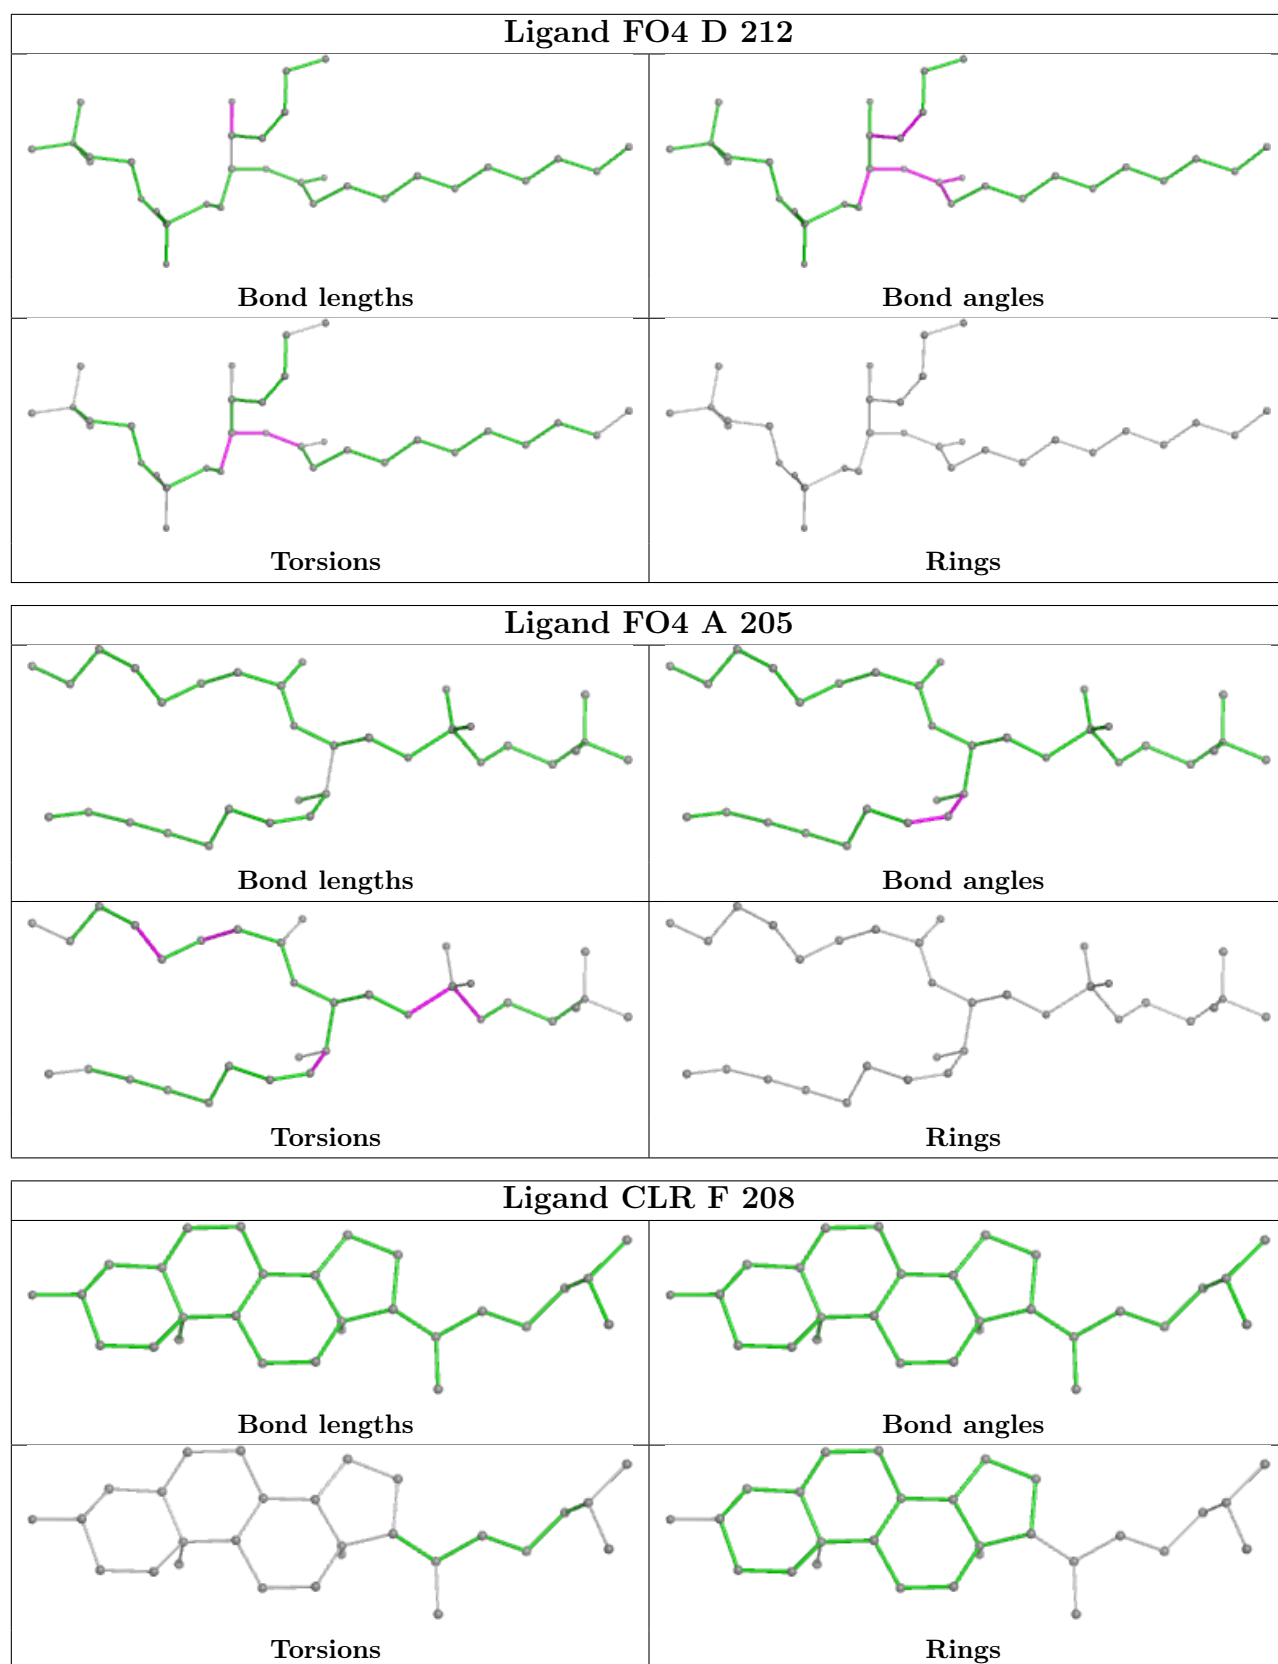 Ligand FO4 D 212
Bond lengths
Bond angles
Torsions
Rings
Ligand FO4 A 205
Bond lengths
Bond angles
Torsions
Rings
Ligand CLR F 208
Bond lengths
Bond angles
Torsions
Rings